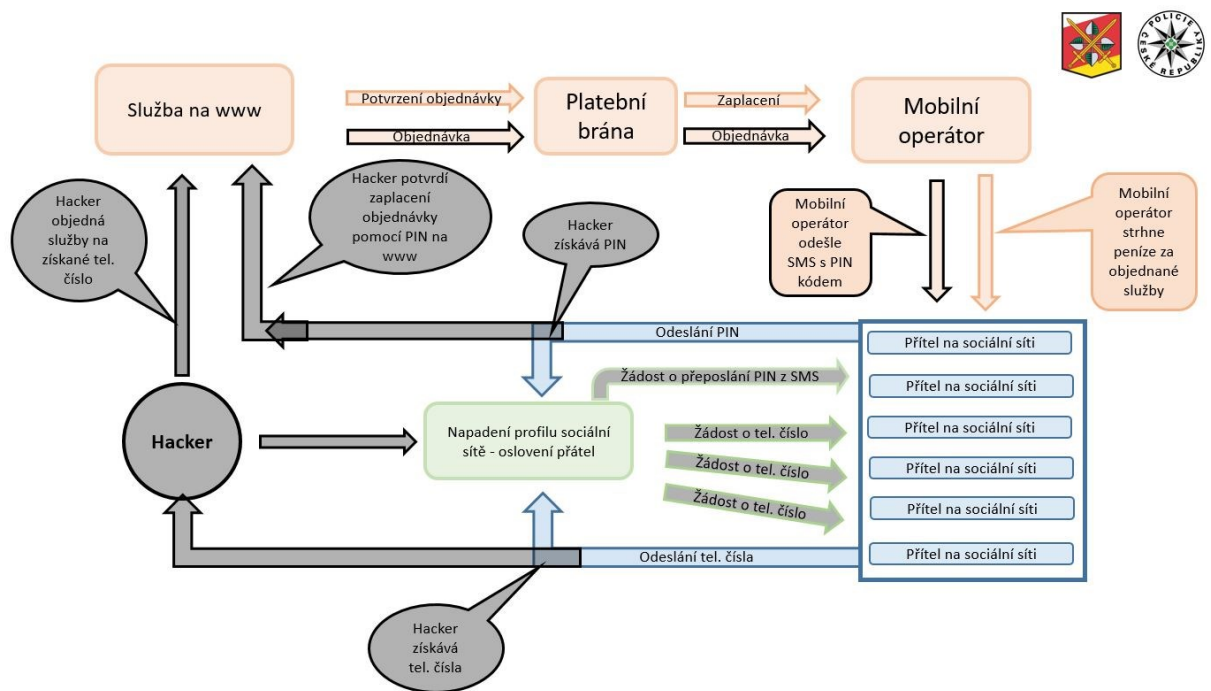 POLICIE
ČESKÉ REPUBLIKY
Služba na www
Potvrzení objednávky
Objednávka
Platební
brána
Zaplacení
Objednávka
Mobilní
operátor
Hacker
objedná
služby na
získané tel.
číslo
Hacker potvrdí
zaplacení
objednávky
pomocí PIN na
www
Hacker
získává PIN
Mobilní
operátor
odešle
SMS s PIN
kódem
Mobilní
operátor
strhne
peníze za
objednané
služby
Odeslání PIN
Přítel na sociální síti
Žádost o přeposlání PIN z SMS
Přítel na sociální síti
Hacker
Napadení profilu sociální
sítě - oslovení přátel
Žádost o tel. číslo
Přítel na sociální síti
Žádost o tel. číslo
Přítel na sociální síti
Žádost o tel. číslo
Přítel na sociální síti
Odeslání tel. čísla
Přítel na sociální síti
Hacker
získává
tel. čísla